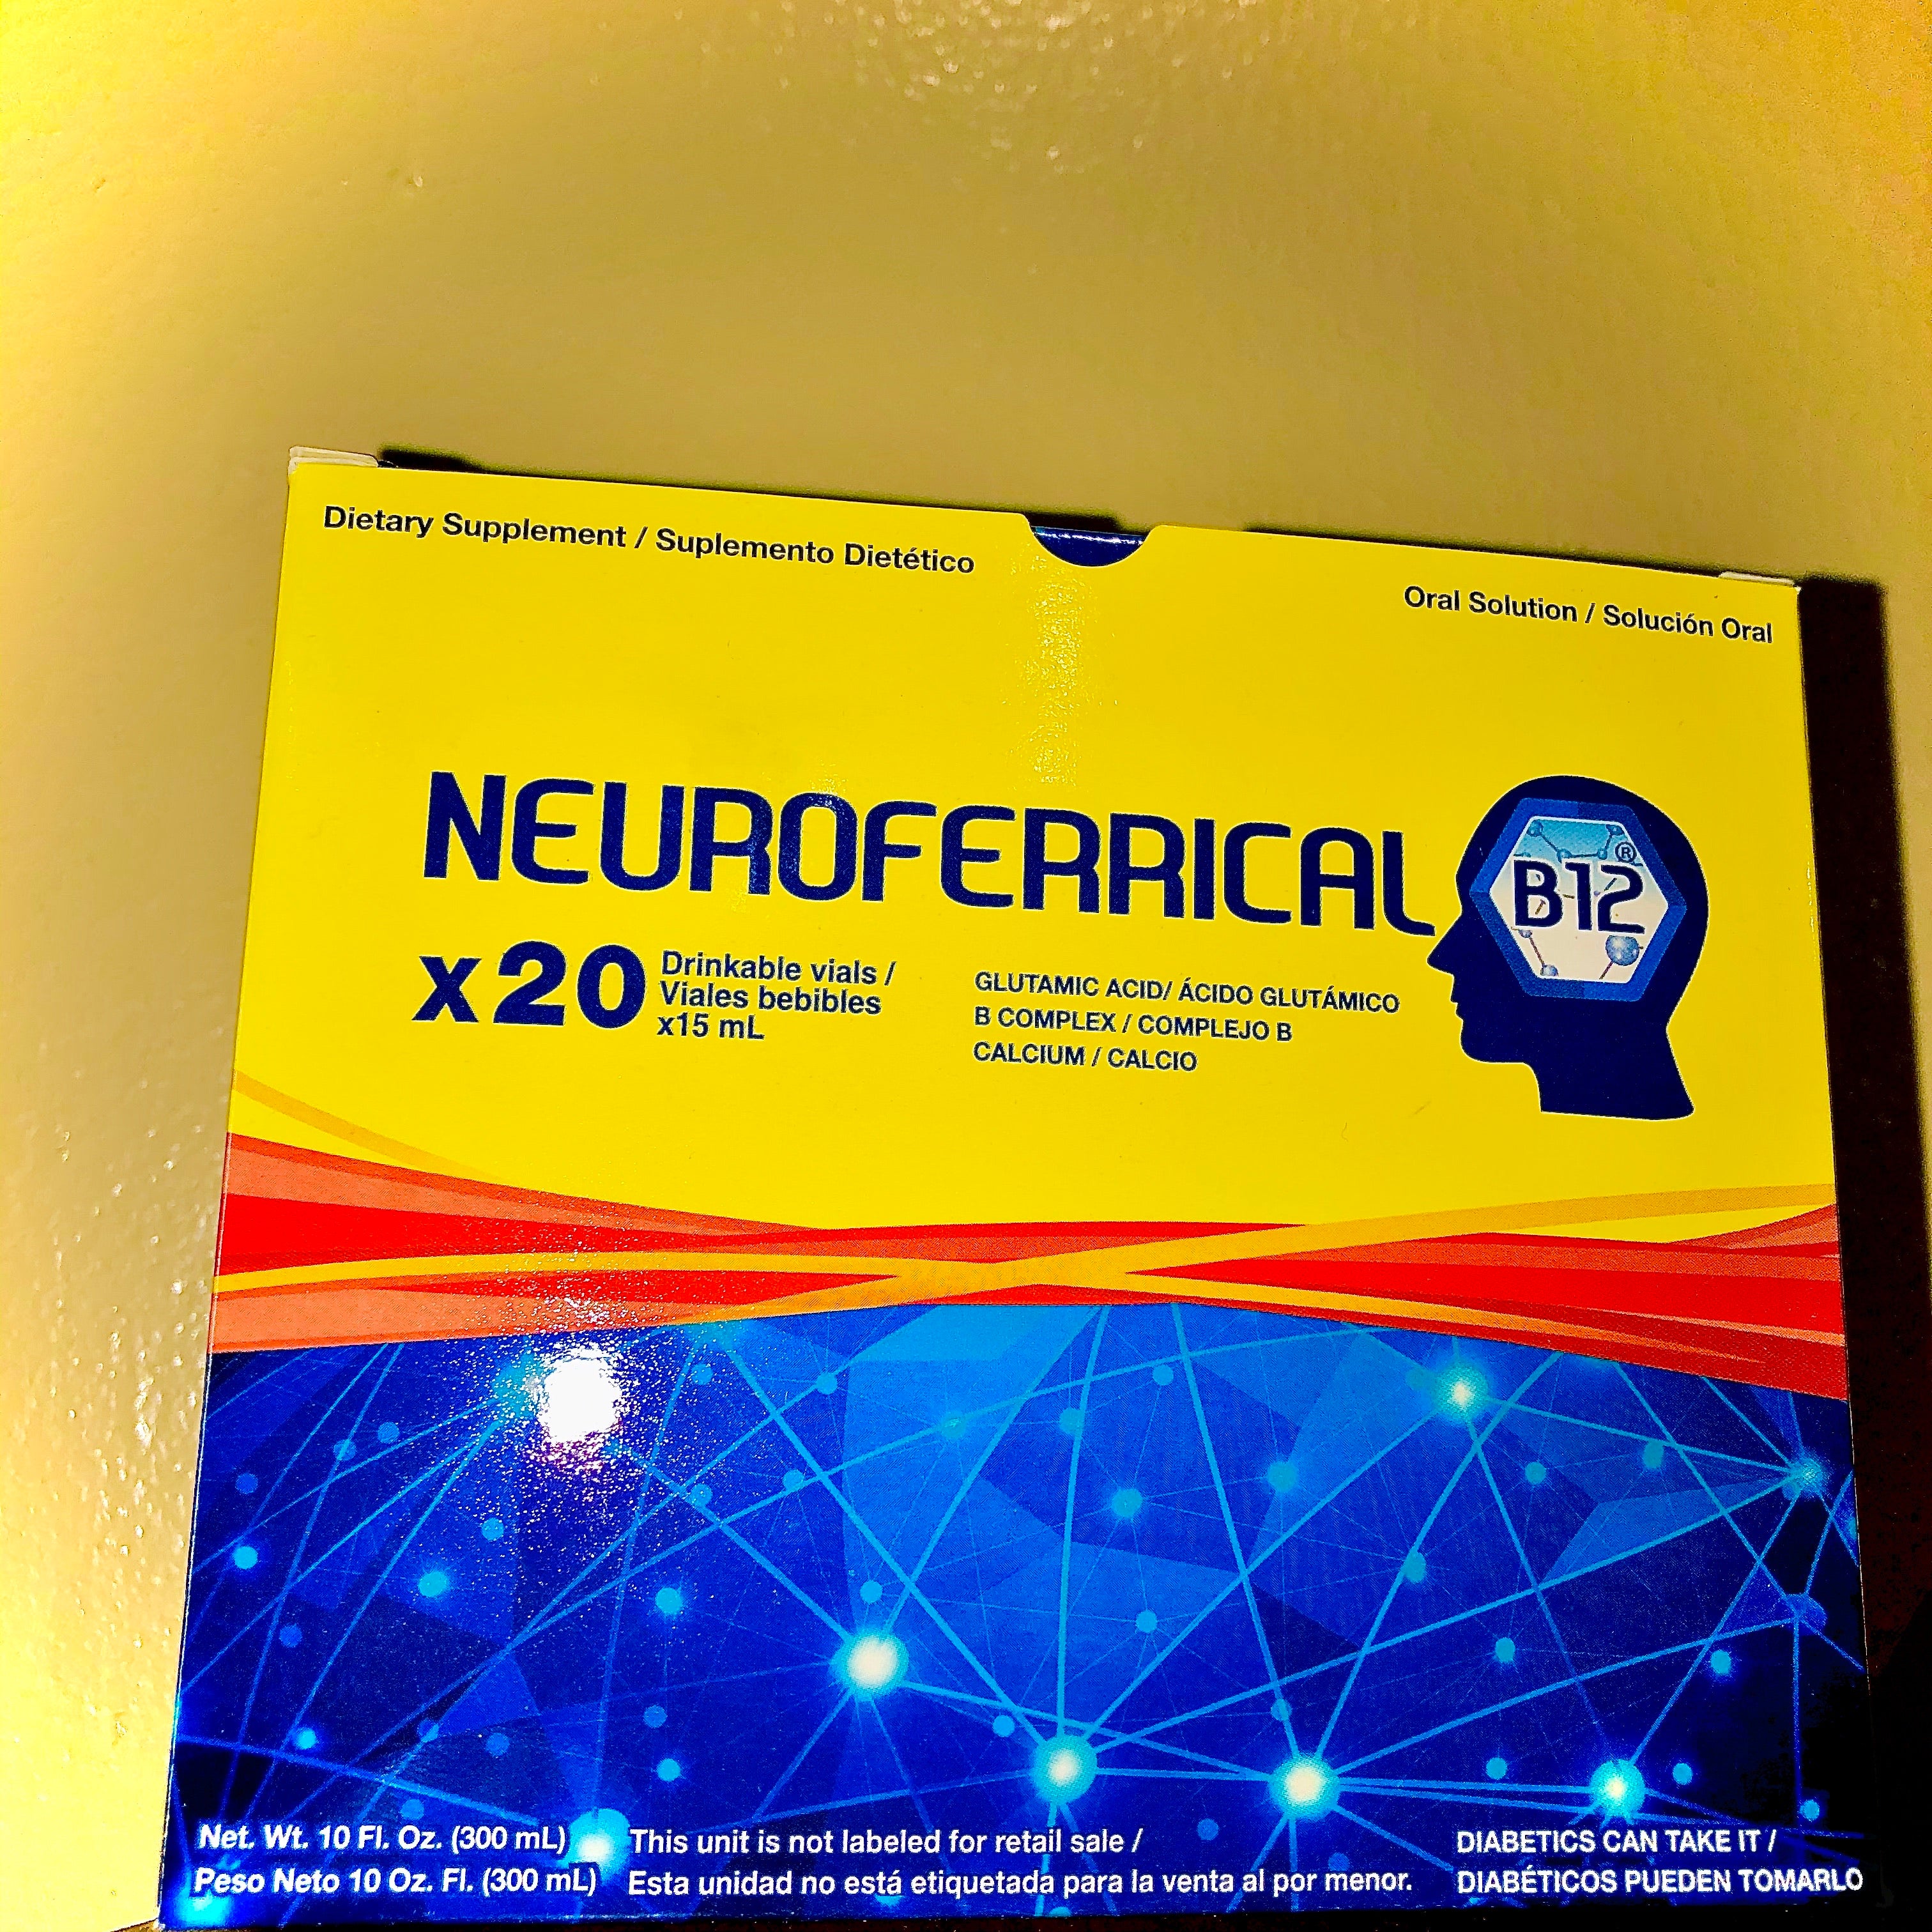 Dietary Supplement / Suplemento Dietético
Oral Solution / Solución Oral
NEUROFERRICAL
B12®
x20
Drinkable vials /
Viales bebibles
x15 mL
GLUTAMIC ACID/ ÁCIDO GLUTÁMICO
B COMPLEX / COMPLEJO B
CALCIUM / CALCIO
Net. Wt. 10 Fl. Oz. (300 mL)
Peso Neto 10 Oz. Fl. (300 mL)
This unit is not labeled for retail sale /
Esta unidad no está etiquetada para la venta al por menor.
DIABETICS CAN TAKE IT /
DIABÉTICOS PUEDEN TOMARLO